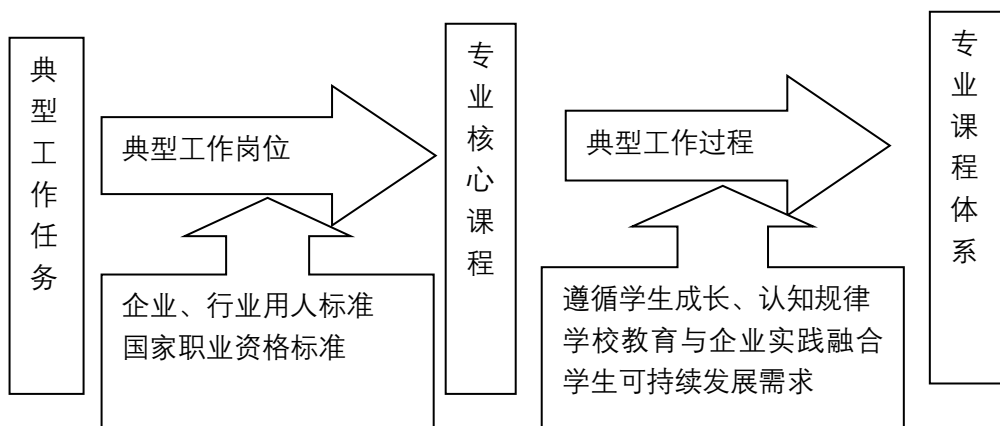 典型工作任务
典型工作岗位
企业、行业用人标准
国家职业资格标准
专业核心课程
典型工作过程
遵循学生成长、认知规律
学校教育与企业实践融合
学生可持续发展需求
专业课程体系